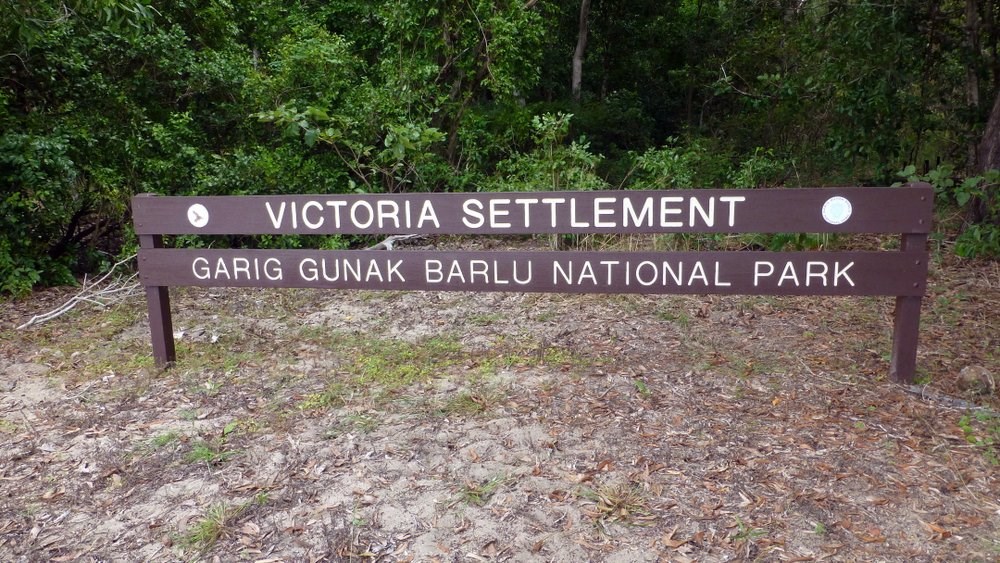 VICTORIA SETTLEMENT
GARIG GUNAK BARLU NATIONAL PARK